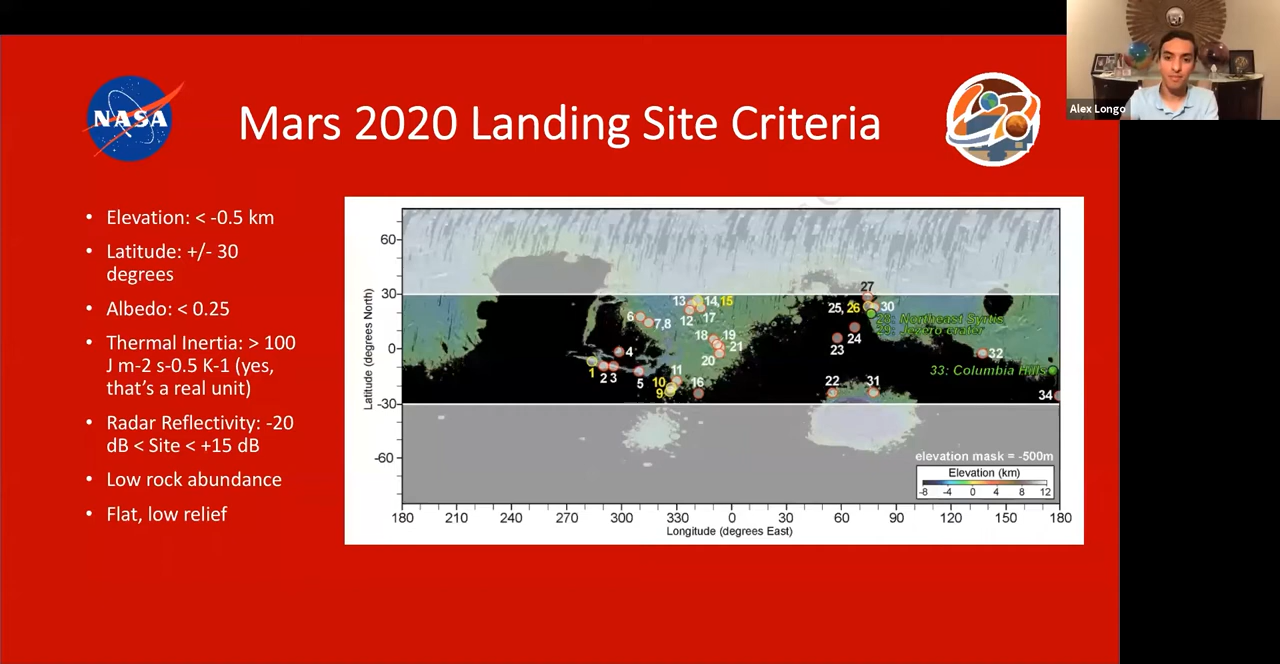 NASA
Mars 2020 Landing Site Criteria
Alex Longo
• Elevation: < -0.5 km
• Latitude: +/- 30
degrees
• Albedo: < 0.25
• Thermal Inertia: > 100
J m-2 s-0.5 K-1 (yes,
that's a real unit)
• Radar Reflectivity: -20
dB < Site < +15 dB
• Low rock abundance
• Flat, low relief
Latitude (degrees North)
60
30
0
-30
-60
27
13 14, 15 25, 26 30
6 7,8 12 17
28: Northeast Syrtis
29: Jezero crater
18 19 24
4 21 23 32
20
1 2 3 5 11
10 16 22 31
9
33: Columbia Hills
34
elevation mask = -500m
Elevation (km)
-8 -4 0 4 8 12
180 210 240 270 300 330 0 30 60 90 120 150 180
Longitude (degrees East)